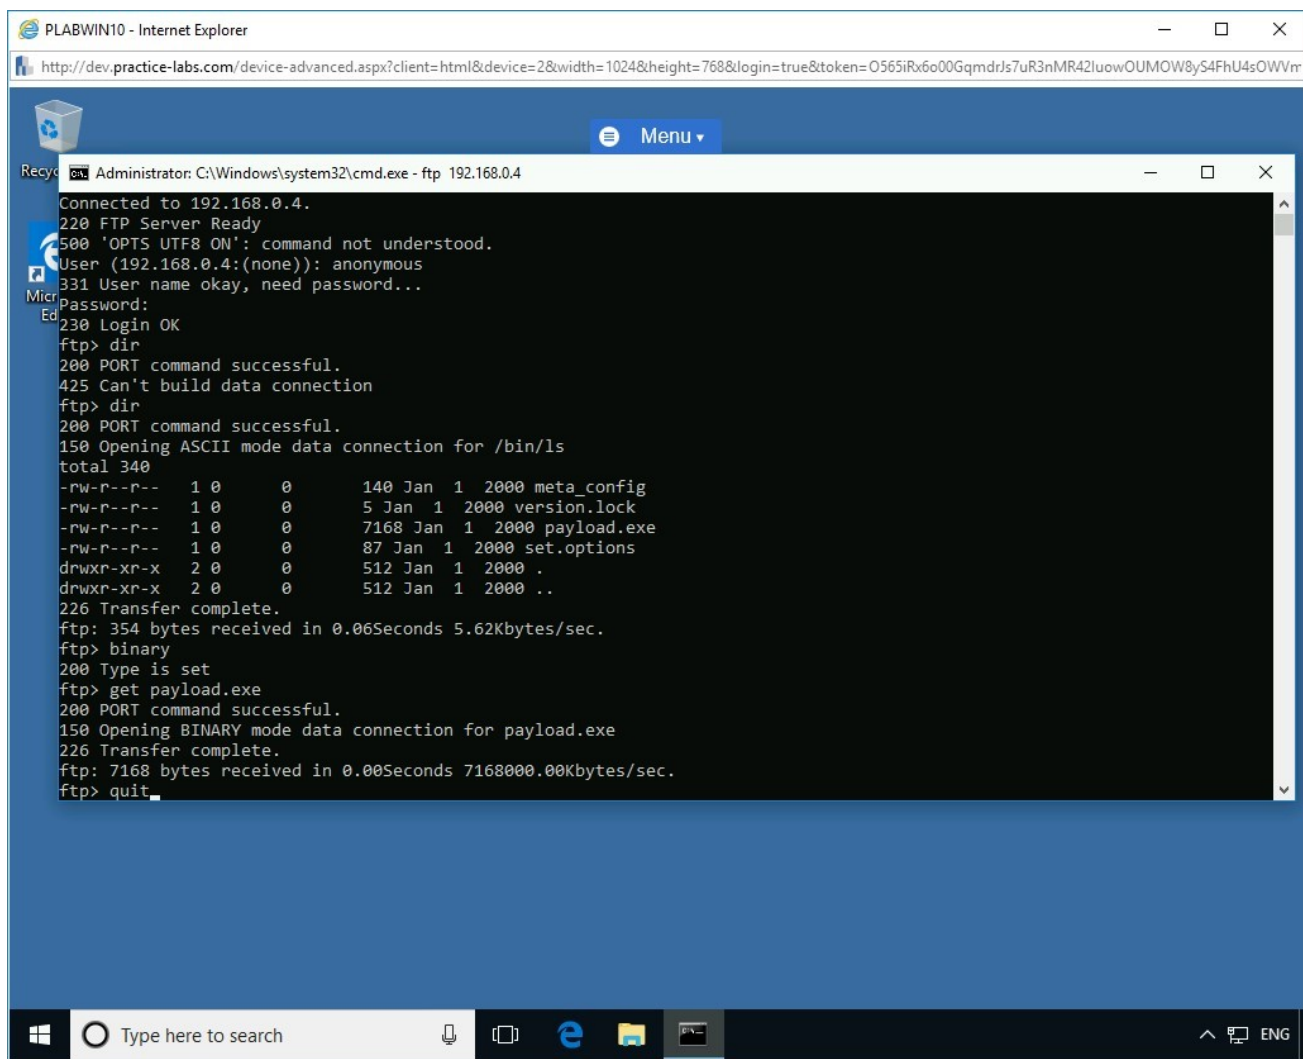 PLABWIN10 - Internet Explorer
http://dev.practice-labs.com/device-advanced.aspx?client=html&device=2&width=1024&height=768&login=true&token=
Menu
Recyc
Administrator: C:\Windows\system32\cmd.exe - ftp  192.168.0.4
Connected to 192.168.0.4.
220 FTP Server Ready
500 'OPTS UTF8 ON': command not understood.
User (192.168.0.4:(none)): anonymous
331 User name okay, need password...
Micr
Password:
Ed
230 Login OK
ftp> dir
200 PORT command successful.
425 Can't build data connection
ftp> dir
200 PORT command successful.
150 Opening ASCII mode data connection for /bin/ls
total 340
-rw-r--r--   1 0      0      140 Jan  1  2000 meta_config
-rw-r--r--   1 0      0      5 Jan  1  2000 version.lock
-rw-r--r--   1 0      0      7168 Jan  1  2000 payload.exe
-rw-r--r--   1 0      0      87 Jan  1  2000 set.options
drwxr-xr-x   2 0      0      512 Jan  1  2000 .
drwxr-xr-x   2 0      0      512 Jan  1  2000 ..
226 Transfer complete.
ftp: 354 bytes received in 0.06Seconds 5.62Kbytes/sec.
ftp> binary
200 Type is set
ftp> get payload.exe
200 PORT command successful.
150 Opening BINARY mode data connection for payload.exe
226 Transfer complete.
ftp: 7168 bytes received in 0.00Seconds 7168000.00Kbytes/sec.
ftp> quit
Type here to search
ENG